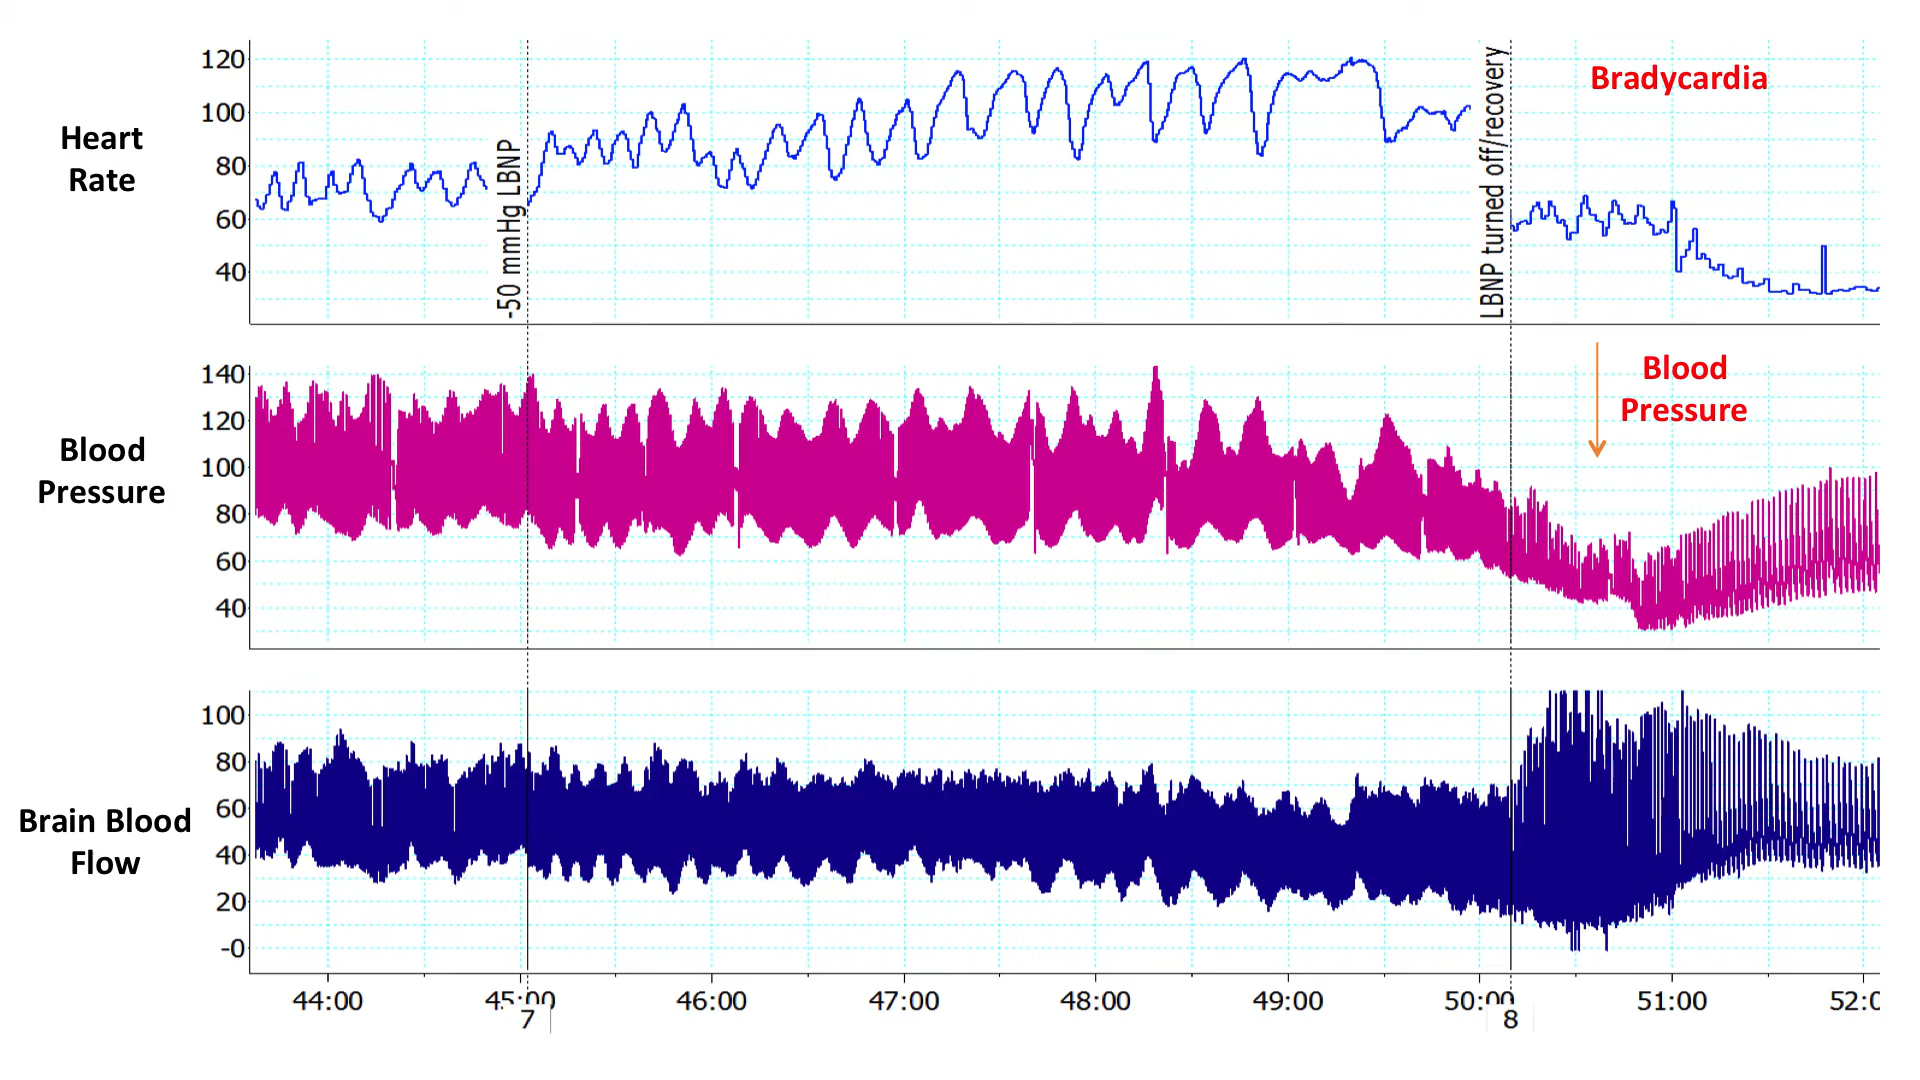 Heart
Rate
120
100
80
60
40
-50 mmHg LBNP
LBNP turned off/recovery
Bradycardia
Blood
Pressure
140
120
100
80
60
40
Blood
Pressure
Brain Blood
Flow
100
80
60
40
20
-0
44:00 45:00 46:00 47:00 48:00 49:00 50:00 51:00
7 8